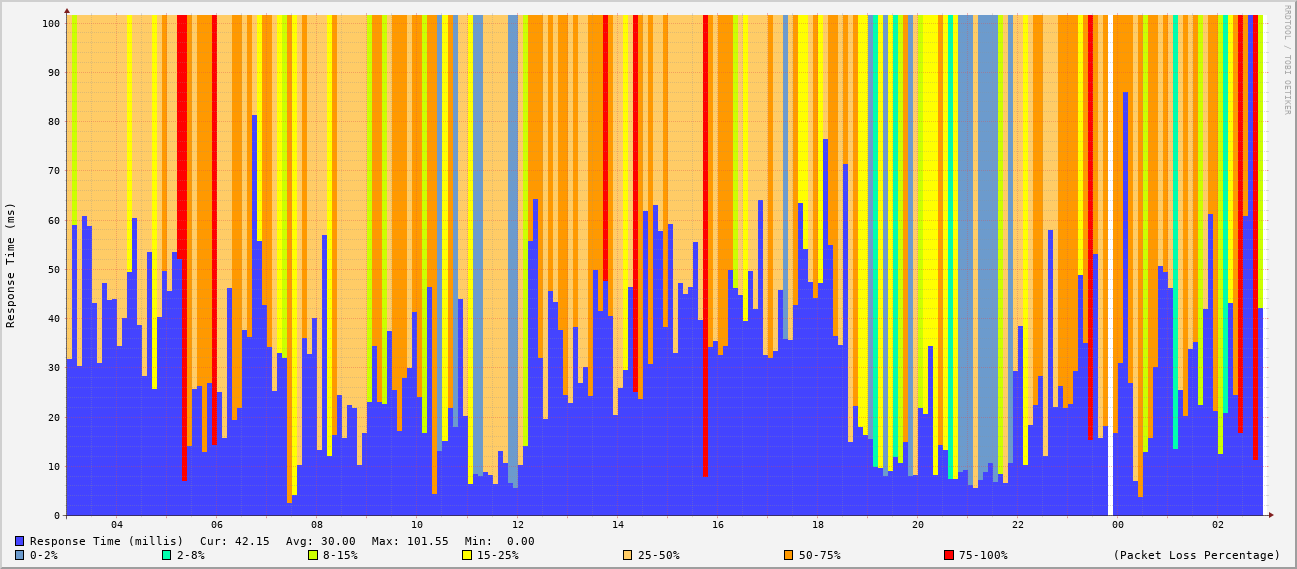 RRDTOOL / TOBI OETIKER
Response Time (ms)
100
90
80
70
60
50
40
30
20
10
0
04 06 08 10 12 14 16 18 20 22 00 02
Response Time (millis) Cur: 42.15 Avg: 30.00 Max: 101.55 Min: 0.00
0-2% 2-8% 8-15% 15-25% 25-50% 50-75% 75-100% (Packet Loss Percentage)